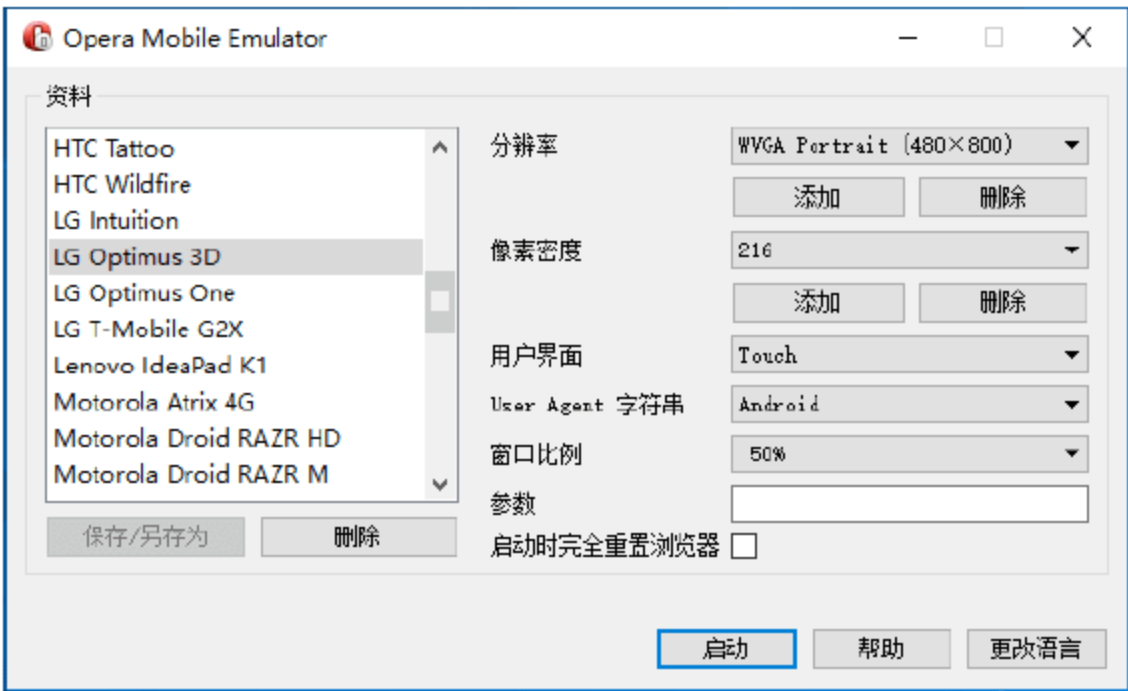 Opera Mobile Emulator
资料
HTC Tattoo
HTC Wildfire
LG Intuition
LG Optimus 3D
LG Optimus One
LG T-Mobile G2X
Lenovo IdeaPad K1
Motorola Atrix 4G
Motorola Droid RAZR HD
Motorola Droid RAZR M
保存/另存为 删除
分辨率 WVGA Portrait (480×800)
添加 删除
像素密度 216
添加 删除
用户界面 Touch
User Agent 字符串 Android
窗口比例 50%
参数
启动时完全重置浏览器
启动 帮助 更改语言